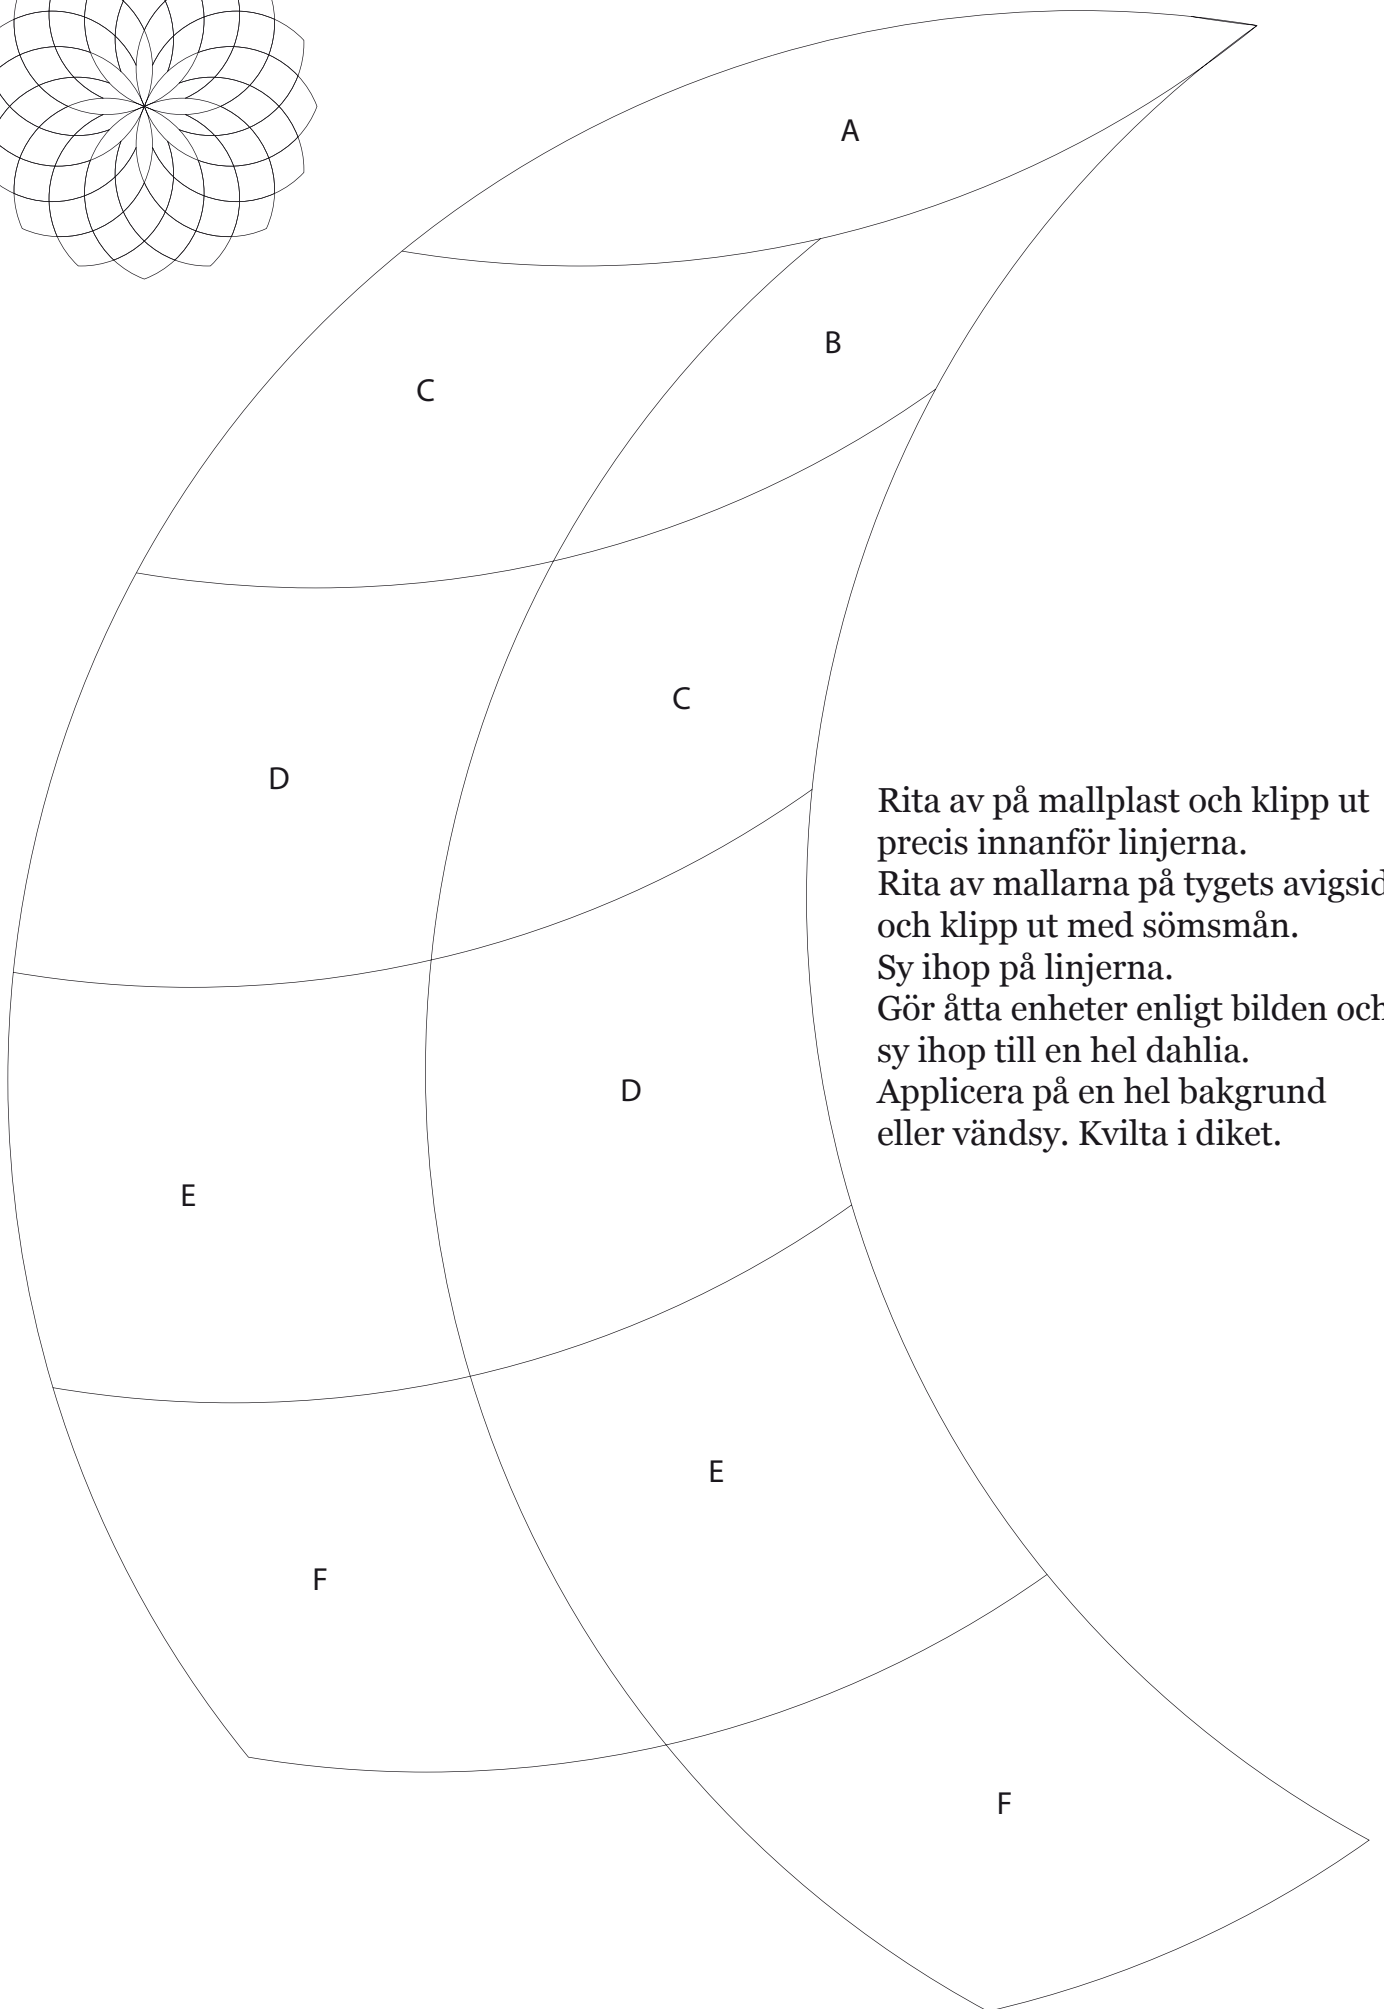 A
B
C
C
D
Rita av på mallplast och klipp ut
precis innanför linjerna.
Rita av mallarna på tygets avigsid
och klipp ut med sömsmån.
Sy ihop på linjerna.
Gör åtta enheter enligt bilden och
sy ihop till en hel dahlia.
Applicera på en hel bakgrund
eller vändsy. Kvilta i diket.
D
E
E
F
F